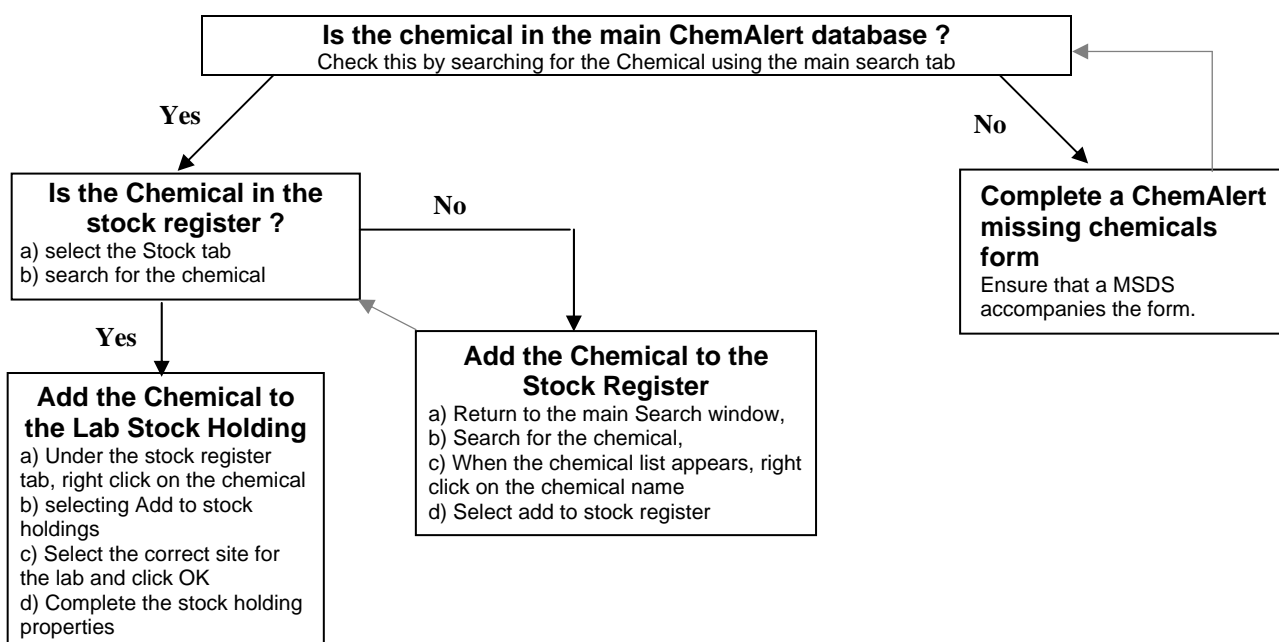 Is the chemical in the main ChemAlert database ?
Check this by searching for the Chemical using the main search tab
Yes
No
Is the Chemical in the
stock register ?
a) select the Stock tab
b) search for the chemical
No
Complete a ChemAlert
missing chemicals
form
Ensure that a MSDS
accompanies the form.
Yes
Add the Chemical to the
Stock Register
a) Return to the main Search window,
b) Search for the chemical,
c) When the chemical list appears, right
click on the chemical name
d) Select add to stock register
Add the Chemical to
the Lab Stock Holding
a) Under the stock register
tab, right click on the chemical
b) selecting Add to stock
holdings
c) Select the correct site for
the lab and click OK
d) Complete the stock holding
properties